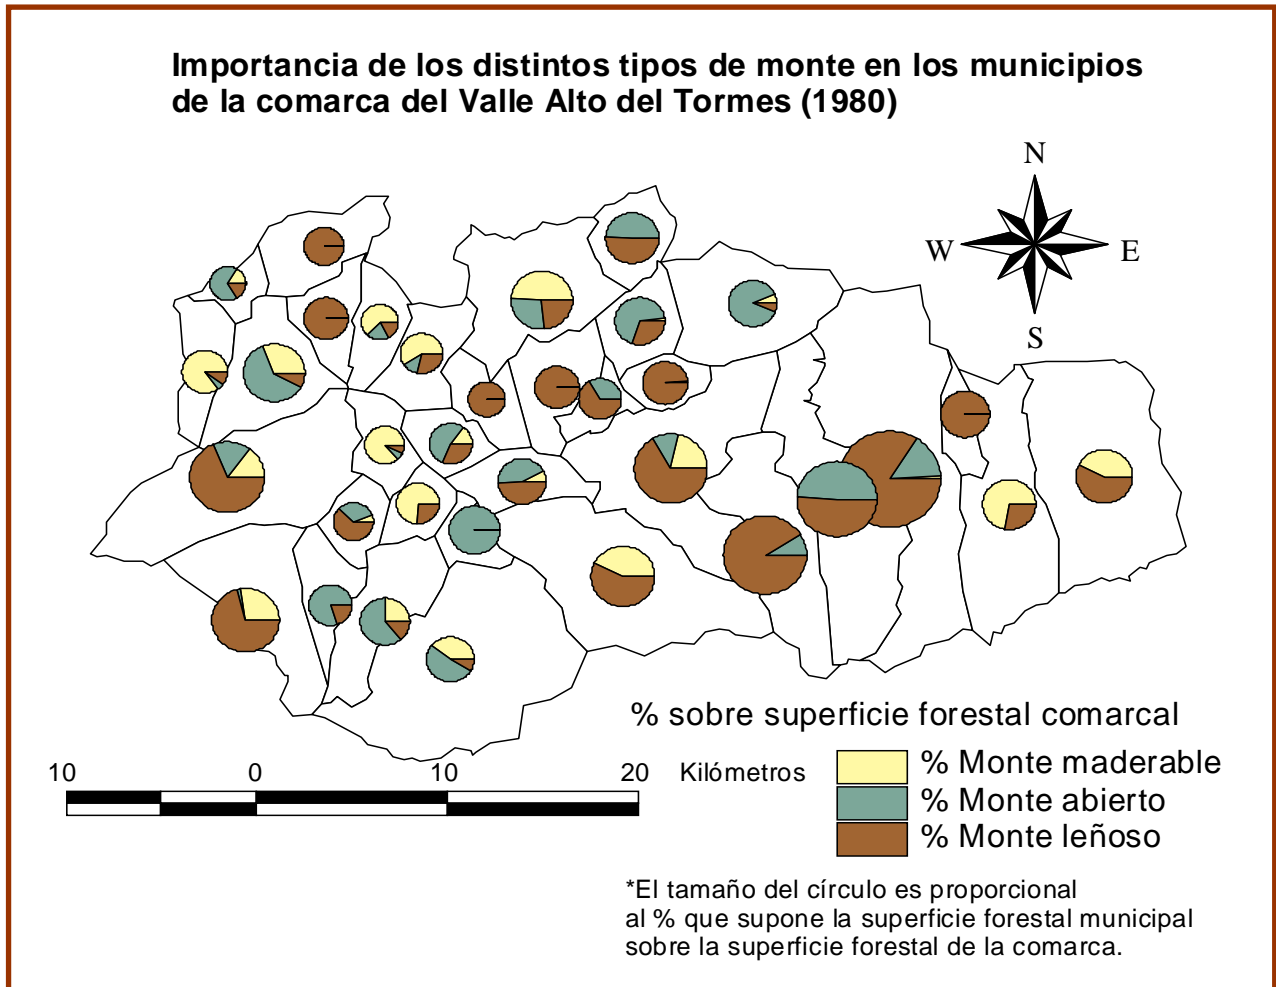 Importancia de los distintos tipos de monte en los municipios
de la comarca del Valle Alto del Tormes (1980)
N
W
E
S
% sobre superficie forestal comarcal
10 0 10 20 Kilómetros
% Monte maderable
% Monte abierto
% Monte leñoso
*El tamaño del círculo es proporcional
al % que supone la superficie forestal municipal
sobre la superficie forestal de la comarca.